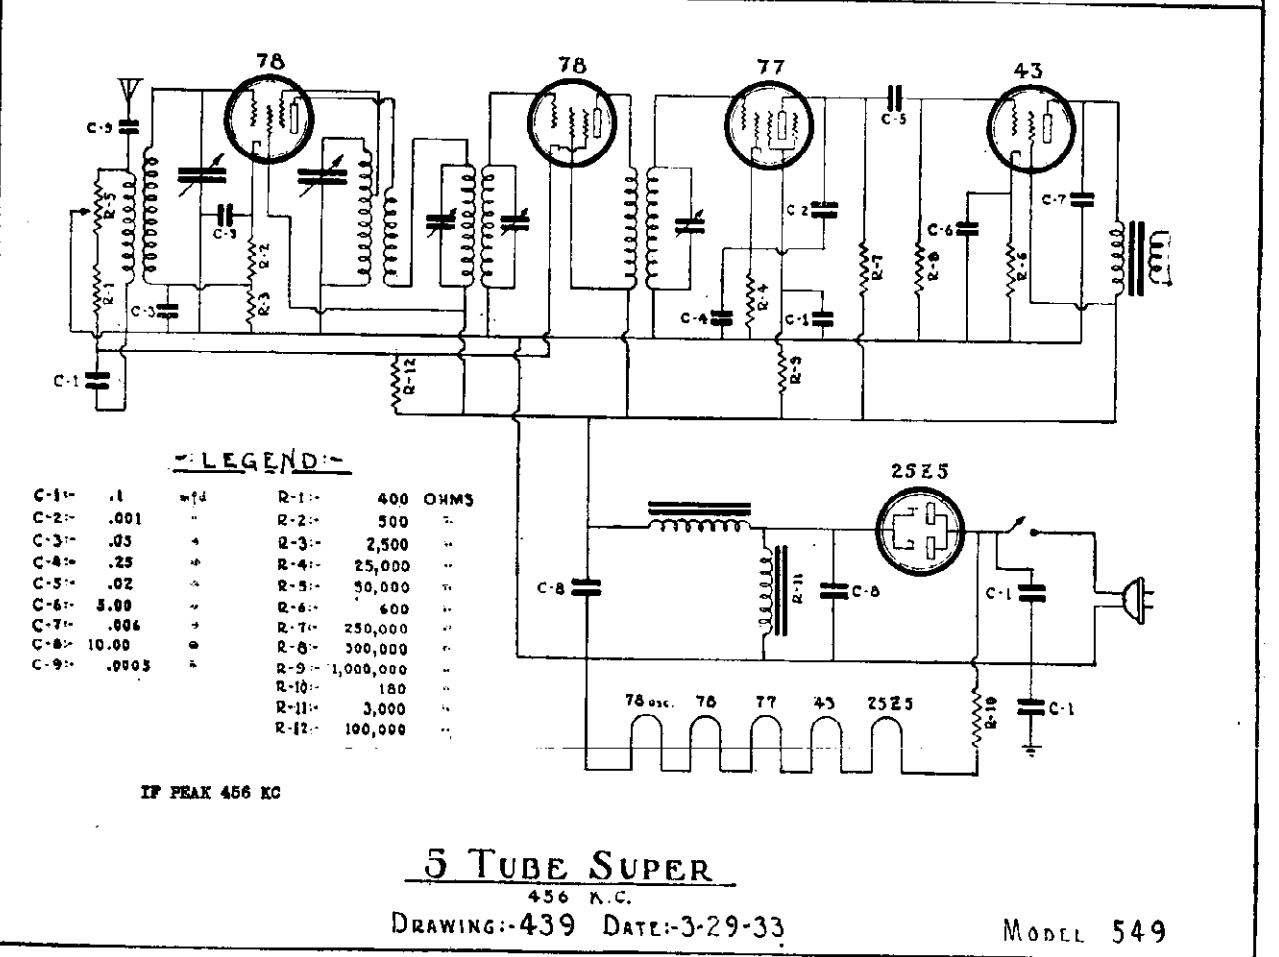 78
78
77
43
C-9
R-5
R-1
C-3
R-2
R-3
C-3
C-1
R-12
C-2
C-4
R-4
C-1
R-9
R-7
C-5
R-8
C-6
R-6
C-7
-:LEGEND:-
C-1:- .1 mfd
C-2:- .001 "
C-3:- .05 "
C-4:- .25 "
C-5:- .02 "
C-6:- 5.00 "
C-7:- .006 "
C-8:- 10.00 "
C-9:- .0005 "
R-1:- 400 OHMS
R-2:- 500 "
R-3:- 2,500 "
R-4:- 25,000 "
R-5:- 50,000 "
R-6:- 600 "
R-7:- 250,000 "
R-8:- 500,000 "
R-9:- 1,000,000 "
R-10:- 180 "
R-11:- 3,000 "
R-12:- 100,000 "
25Z5
C-8
R-11
C-8
C-1
R-10
C-1
78 osc. 78 77 43 25Z5
IF PEAK 456 KC
5 TUBE SUPER
456 K.C.
DRAWING:-439 DATE:-3-29-33
MODEL 549